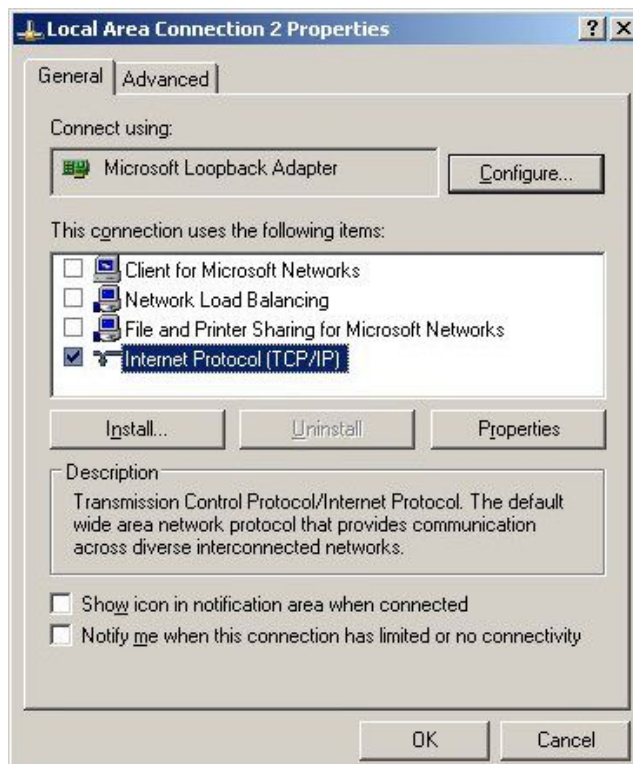 Local Area Connection 2 Properties
General
Advanced
Connect using:
Microsoft Loopback Adapter
Configure...
This connection uses the following items:
Client for Microsoft Networks
Network Load Balancing
File and Printer Sharing for Microsoft Networks
Internet Protocol (TCP/IP)
Install...
Uninstall
Properties
Description
Transmission Control Protocol/Internet Protocol. The default
wide area network protocol that provides communication
across diverse interconnected networks.
Show icon in notification area when connected
Notify me when this connection has limited or no connectivity
OK
Cancel